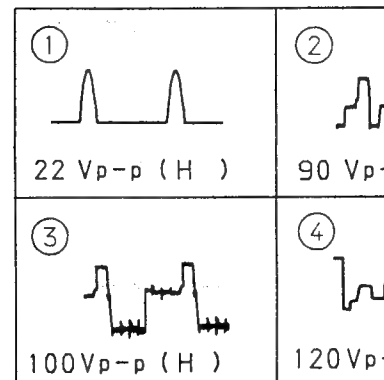 ① ②
22 Vp-p (H ) 90 Vp-
③ ④
100Vp-p (H ) 120Vp-